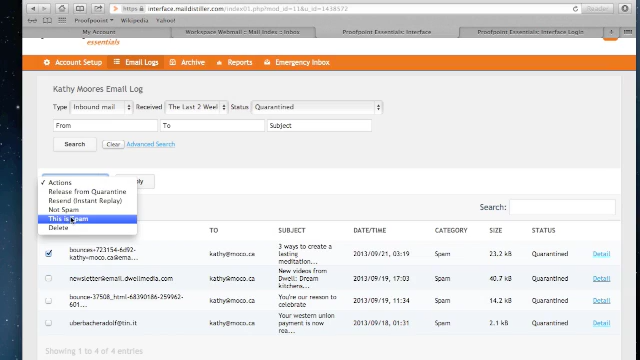 https interface.maildistiller.com/index01.php?mod_id=11&u_id=1438572
Reader
Apple Proofpoint Quarantine Yahoo!
My Account
Workspace Webmail :: Mail Index :: Inbox
Proofpoint Essentials: Interface
Proofpoint Essentials: Interface Login
essentials
Account Setup Email Logs Archive Reports Emergency Inbox
Kathy Moores Email Log
Type Inbound mail Received The Last 2 Weel Status Quarantined
From To Subject
Search Clear Advanced Search
✓ Actions
Release from Quarantine
Resend (Instant Replay)
Not Spam
This is Spam
Delete
Search:
TO SUBJECT DATE/TIME CATEGORY SIZE STATUS
bounces+723154-6d92-
kathy=moco.ca@ema...
kathy@moco.ca
3 ways to create a
lasting
meditation...
2013/09/21, 03:19 Spam 23.2 kB Quarantined Detail
newsletter@email.dwellmedia.com
kathy@moco.ca
New videos from
Dwell: Dream
kitchens...
2013/09/19, 17:03 Spam 40.7 kB Quarantined Detail
bounce-37508_html-68390186-259962-
601...
kathy@moco.ca
You're our reason to
celebrate
2013/09/19, 11:34 Spam 14.2 kB Quarantined Detail
uberbacheradolf@tin.it
kathy@moco.ca
Your western union
payment is now
rea...
2013/09/18, 01:31 Spam 2.1 kB Quarantined Detail
Showing 1 to 4 of 4 entries